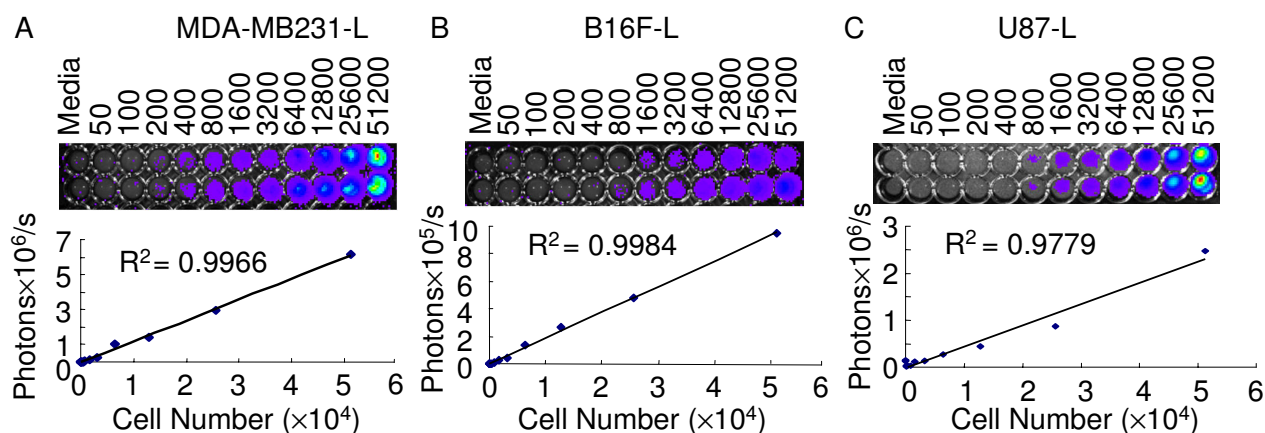 A MDA-MB231-L
Media 50 100 200 400 800 1600 3200 6400 12800 25600 51200
Photons×10⁶/s
7
5
3
1
0
R² = 0.9966
0 1 2 3 4 5 6
Cell Number (×10⁴)
B B16F-L
Media 50 100 200 400 800 1600 3200 6400 12800 25600 51200
Photons×10⁵/s
10
8
6
4
2
0
R² = 0.9984
0 1 2 3 4 5 6
Cell Number (×10⁴)
C U87-L
Media 50 100 200 400 800 1600 3200 6400 12800 25600 51200
Photons×10⁶/s
3
2
1
0
R² = 0.9779
0 1 2 3 4 5 6
Cell Number (×10⁴)